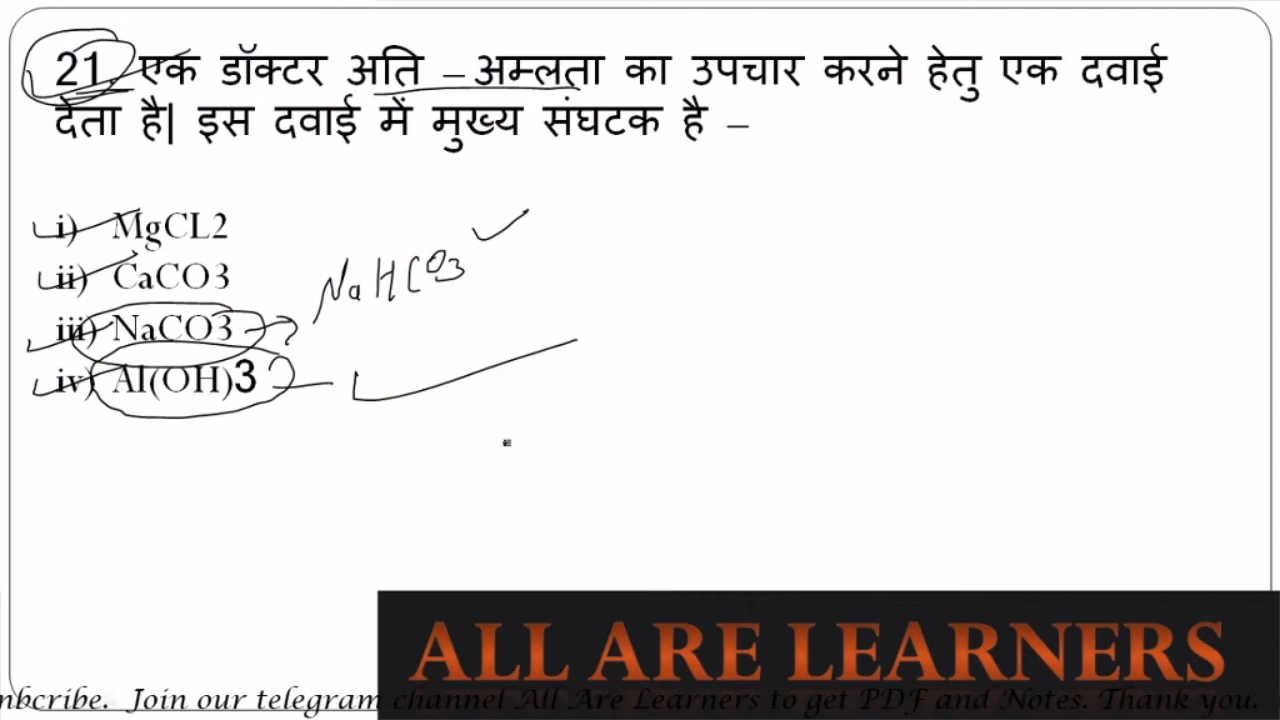 21. एक डॉक्टर अति – अम्लता का उपचार करने हेतु एक दवाई
देता है| इस दवाई में मुख्य संघटक है –
i) MgCL2
ii) CaCO3
NaHCO3
iii) NaCO3
iv) Al(OH)3
ALL ARE LEARNERS
Join our telegram channel All Are Learners to get PDF and Notes. Thank you.